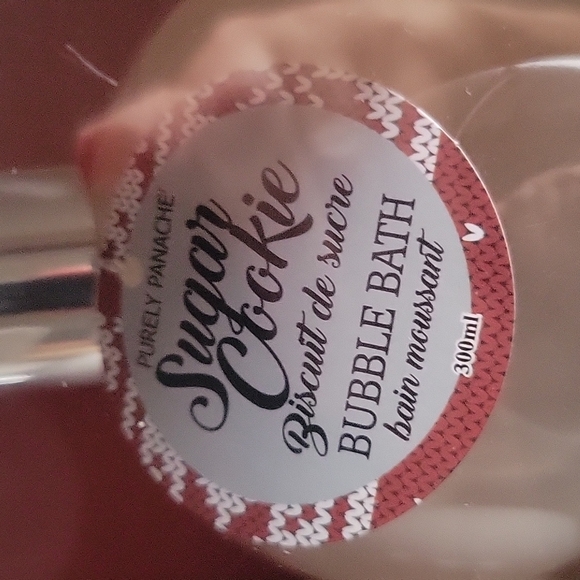 PURELY PANACHE
Sugar
Cookie
Biscuit de sucre
BUBBLE BATH
bain moussant
300ml